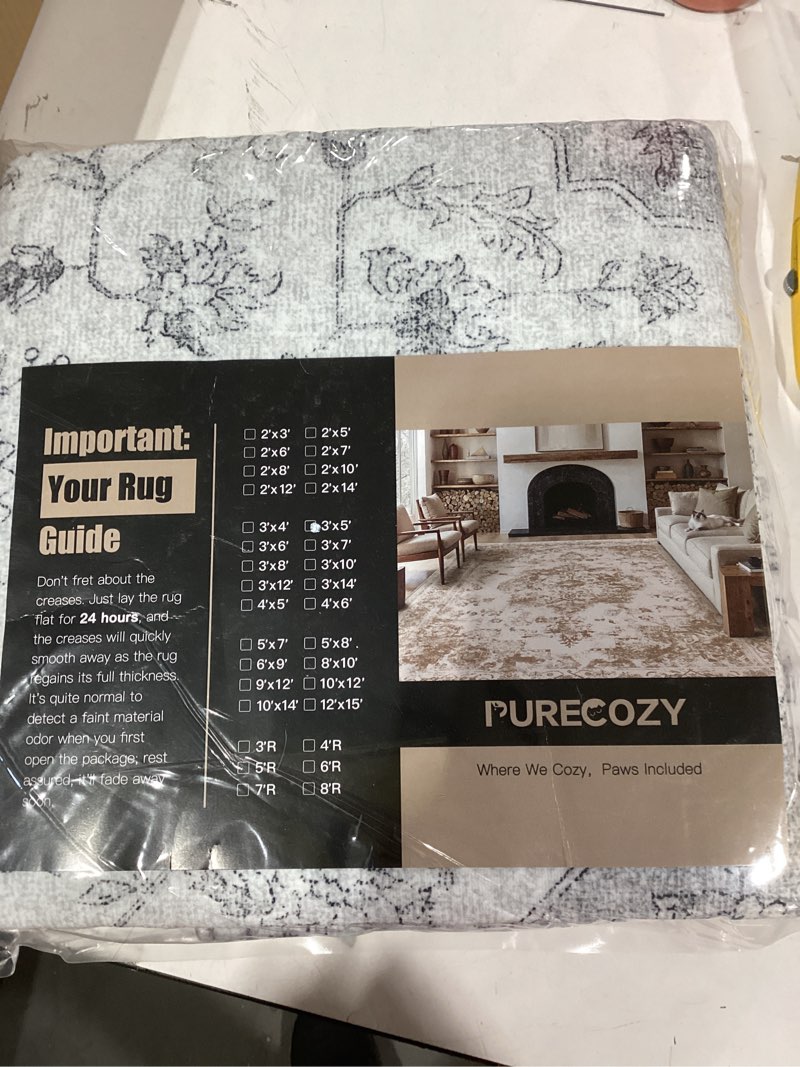 Important:
Your Rug
Guide
Don't fret about the
creases. Just lay the rug
flat for 24 hours, and
the creases will quickly
smooth away as the rug
regains its full thickness.
It's quite normal to
detect a faint material
odor when you first
open the package; rest
assured, it'll fade away
soon.
2'x3' 2'x5'
2'x6' 2'x7'
2'x8' 2'x10'
2'x12' 2'x14'
3'x4' 3'x5'
3'x6' 3'x7'
3'x8' 3'x10'
3'x12' 3'x14'
4'x5' 4'x6'
5'x7' 5'x8'
6'x9' 8'x10'
9'x12' 10'x12'
10'x14' 12'x15'
3'R 4'R
5'R 6'R
7'R 8'R
PURECOZY
Where We Cozy, Paws Included